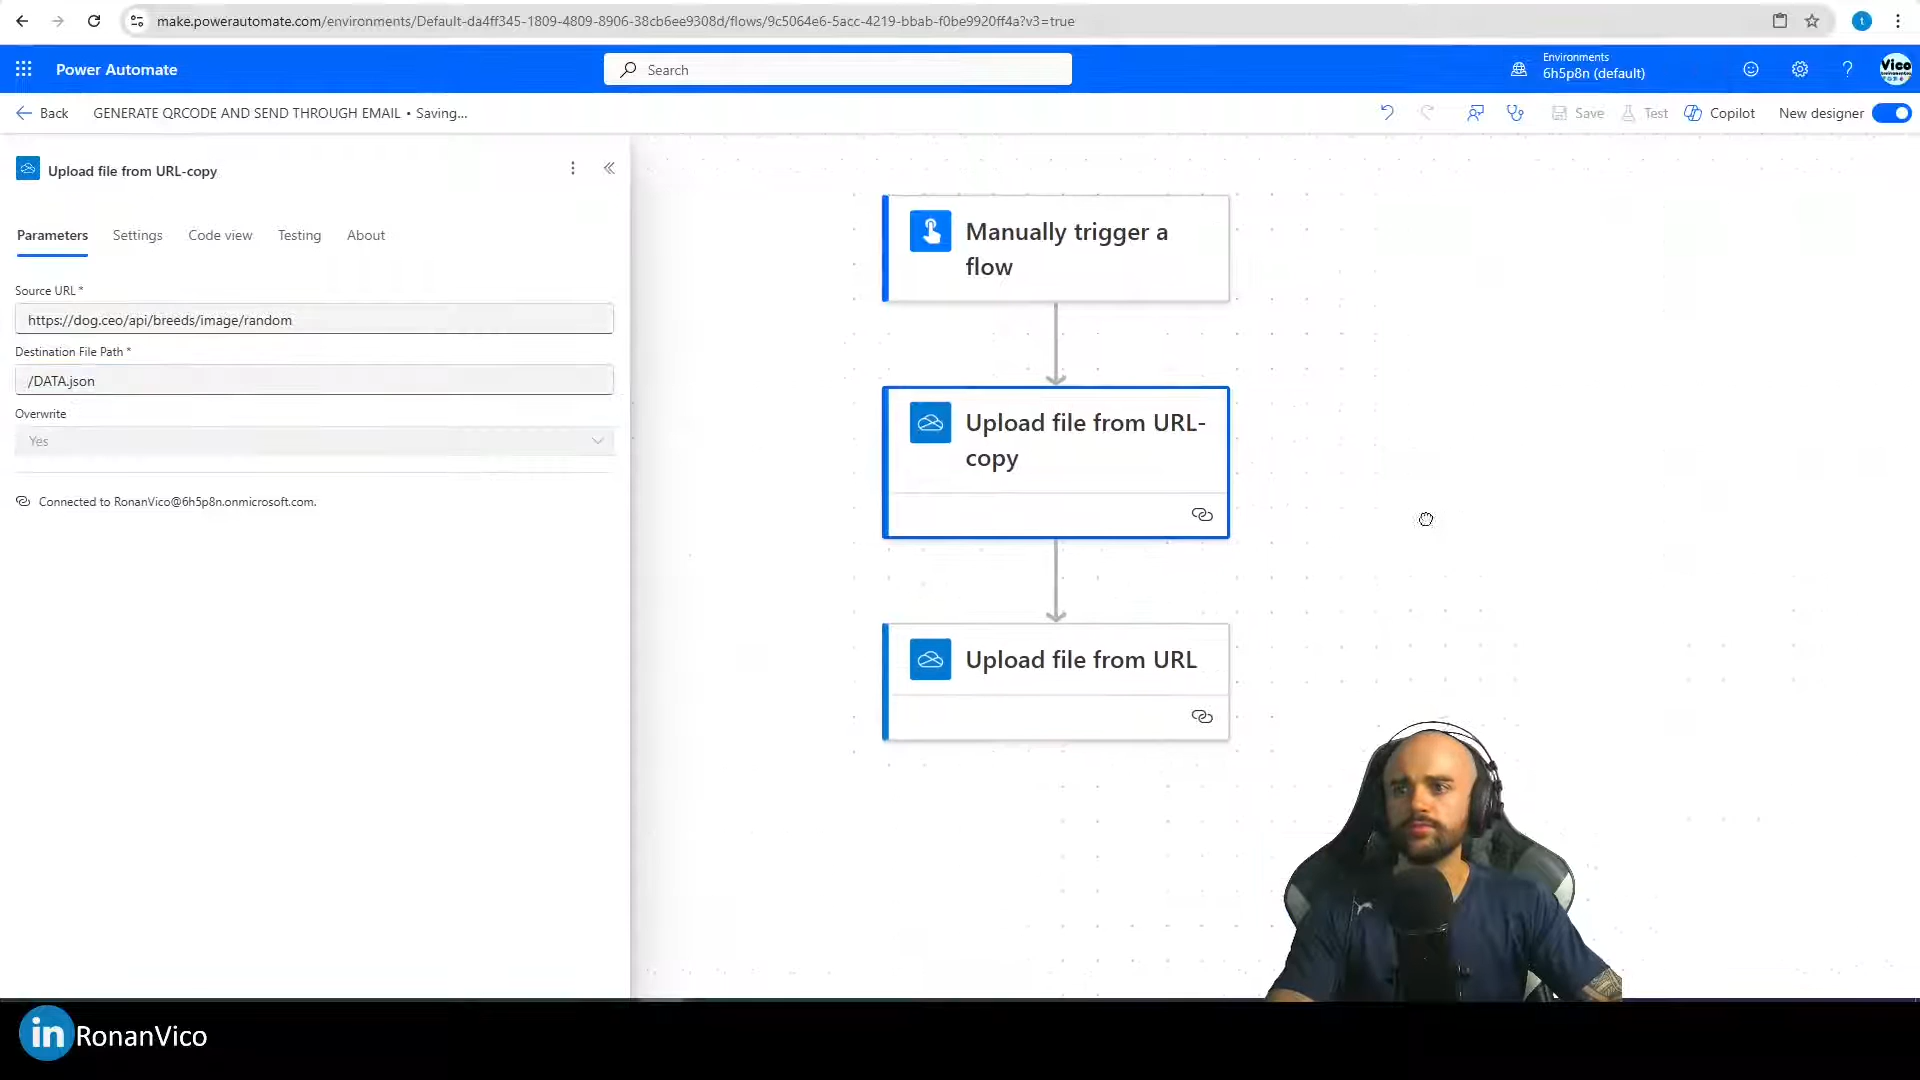 make.powerautomate.com/environments/Default-da4ff345-1809-4809-8906-38cb6ee9308d/flows/9c5064e6-5acc-4219-bbab-f0be9920ff4a?v3=true
t
Power Automate
Search
Environments
6h5p8n (default)
Vico
Back
GENERATE QRCODE AND SEND THROUGH EMAIL • Saving...
Save
Test
Copilot
New designer
Upload file from URL-copy
Parameters
Settings
Code view
Testing
About
Source URL *
https://dog.ceo/api/breeds/image/random
Destination File Path *
/DATA.json
Overwrite
Yes
Connected to RonanVico@6h5p8n.onmicrosoft.com.
Manually trigger a
flow
Upload file from URL-
copy
Upload file from URL
in RonanVico